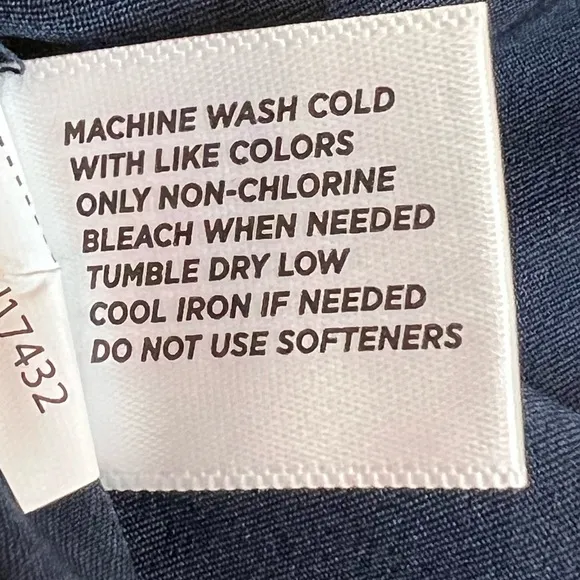 MACHINE WASH COLD
WITH LIKE COLORS
ONLY NON-CHLORINE
BLEACH WHEN NEEDED
TUMBLE DRY LOW
COOL IRON IF NEEDED
DO NOT USE SOFTENERS
17432